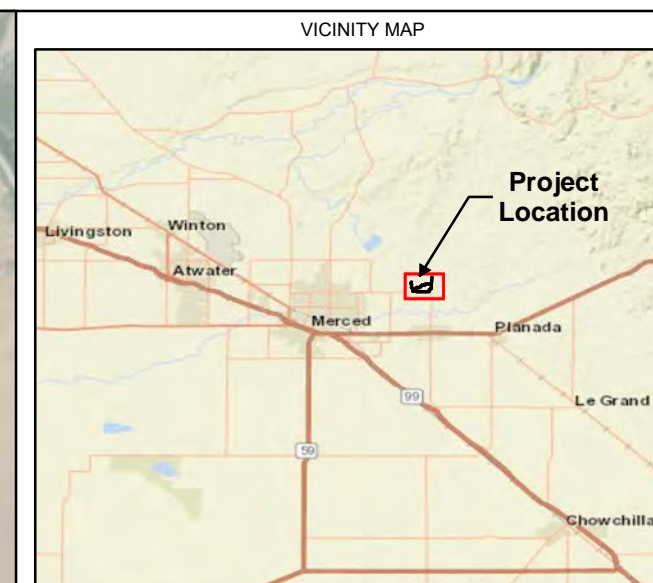 VICINITY MAP
Project
Location
Livingston
Winton
Atwater
Merced
Planada
99
Le Grand
59
Chowchilla